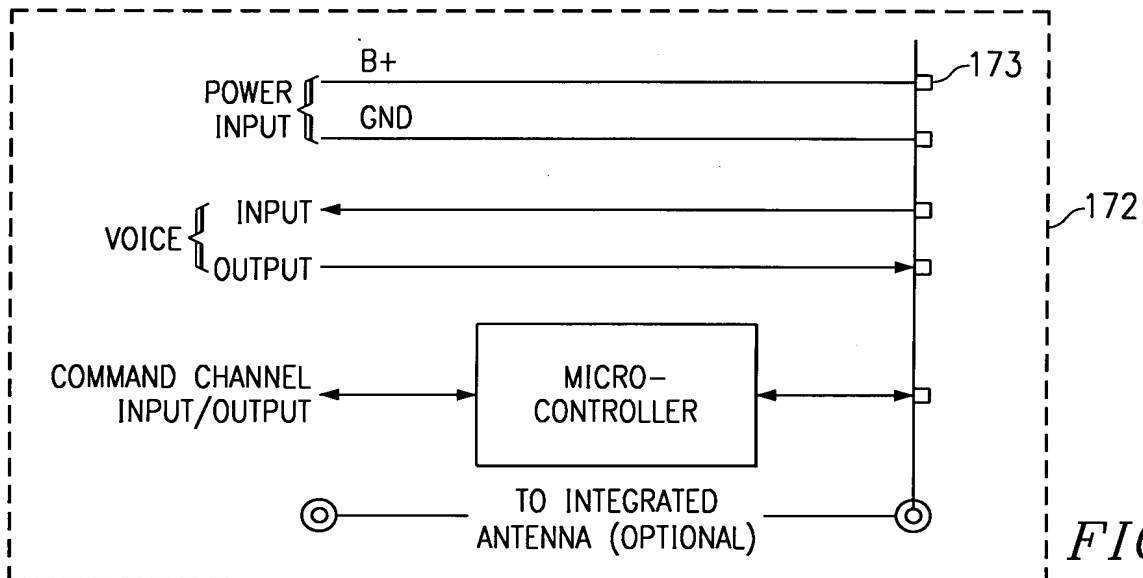 B+
173
POWER
INPUT
GND
172
INPUT
VOICE
OUTPUT
COMMAND CHANNEL
INPUT/OUTPUT
MICRO-
CONTROLLER
TO INTEGRATED
ANTENNA (OPTIONAL)